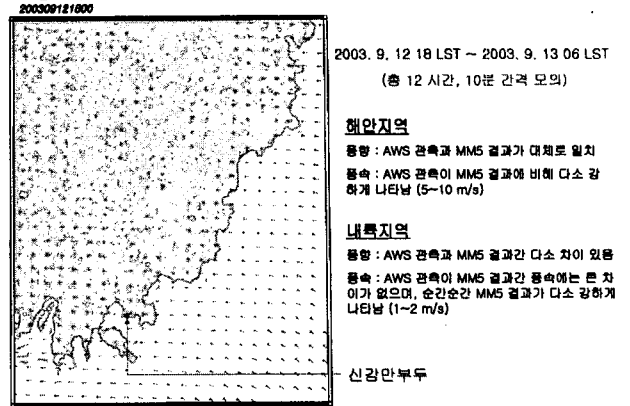 200309121800
2003. 9. 12 18 LST ~ 2003. 9. 13 06 LST
(총 12 시간, 10분 간격 모의)
해안지역
풍향 : AWS 관측과 MM5 결과가 대체로 일치
풍속 : AWS 관측이 MM5 결과에 비해 다소 강
하게 나타남 (5~10 m/s)
내륙지역
풍향 : AWS 관측과 MM5 결과간 다소 차이 있음
풍속 : AWS 관측이 MM5 결과간 풍속에는 큰 차
이가 없으며, 순간순간 MM5 결과가 다소 강하게
나타남 (1~2 m/s)
신감만부두